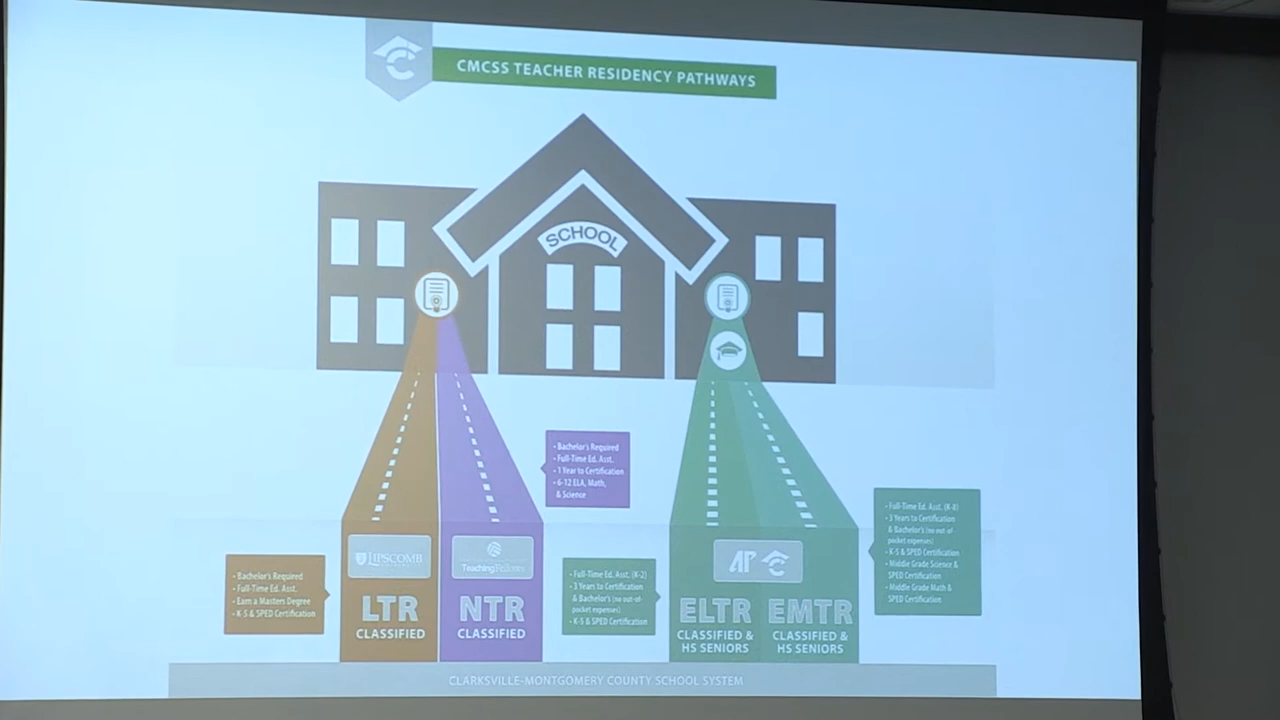 CMCSS TEACHER RESIDENCY PATHWAYS
SCHOOL
• Bachelor's Required
• Full-Time Ed. Asst.
• 1 Year to Certification
• 6-12 ELA, Math,
& Science
• Bachelor's Required
• Full-Time Ed. Asst.
• Earn a Masters Degree
• K-5 & SPED Certification
LIPSCOMB
LTR
CLASSIFIED
TeachingFellows
NTR
CLASSIFIED
• Full-Time Ed. Asst. (K-2)
• 3 Years to Certification
& Bachelor's (no out-of-
pocket expenses)
• K-5 & SPED Certification
AP
ELTR
CLASSIFIED &
HS SENIORS
EMTR
CLASSIFIED &
HS SENIORS
• Full-Time Ed. Asst. (K-8)
• 3 Years to Certification
& Bachelor's (no out-of-
pocket expenses)
• K-5 & SPED Certification
• Middle Grade Science &
SPED Certification
• Middle Grade Math &
SPED Certification
CLARKSVILLE-MONTGOMERY COUNTY SCHOOL SYSTEM